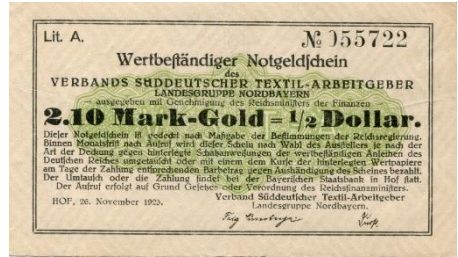 Lit. A.
№ 055722
Wertbeständiger Notgeldschein
des
VERBANDS SÜDDEUTSCHER TEXTIL-ARBEITGEBER
LANDESGRUPPE NORDBAYERN
— ausgegeben mit Genehmigung des Reichsministers der Finanzen
2.10 Mark-Gold = 1/2 Dollar.
Dieser Notgeldschein ist gedeckt nach Maßgabe der Bestimmungen der Reichsregierung.
Binnen Monatsfrist nach Aufruf wird dieser Schein nach Wahl des Ausstellers je nach der
Art der Deckung gegen hinterlegte Schatzanweisungen der wertbeständigen Anleihe des
Deutschen Reiches umgetauscht oder mit einem dem Kurse der hinterlegten Wertpapiere
am Tage der Zahlung entsprechenden Barbetrag gegen Aushändigung des Scheines bezahlt.
Der Umtausch oder die Zahlung findet bei der Bayerischen Staatsbank in Hof statt.
Der Aufruf erfolgt auf Grund Gesetzes oder Verordnung des Reichsfinanzministers.
HOF, 26. November 1923.
Verband Süddeutscher Textil-Arbeitgeber
Landesgruppe Nordbayern.